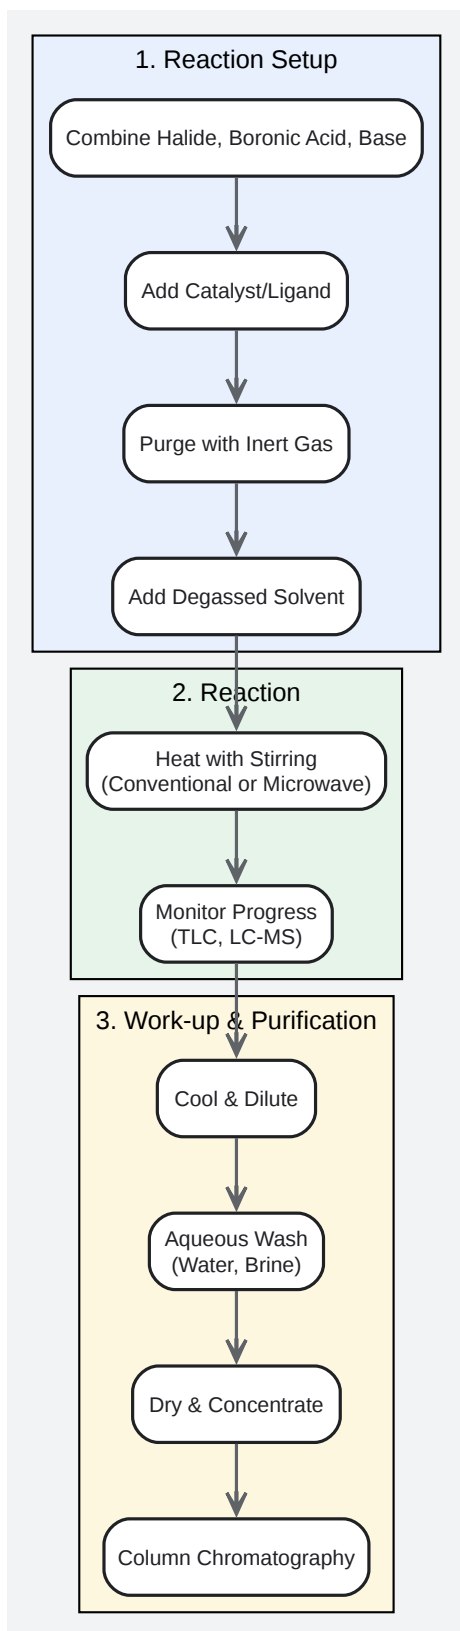 1. Reaction Setup
Combine Halide, Boronic Acid, Base
Add Catalyst/Ligand
Purge with Inert Gas
Add Degassed Solvent
2. Reaction
Heat with Stirring
(Conventional or Microwave)
Monitor Progress
(TLC, LC-MS)
3. Work-up & Purification
Cool & Dilute
Aqueous Wash
(Water, Brine)
Dry & Concentrate
Column Chromatography